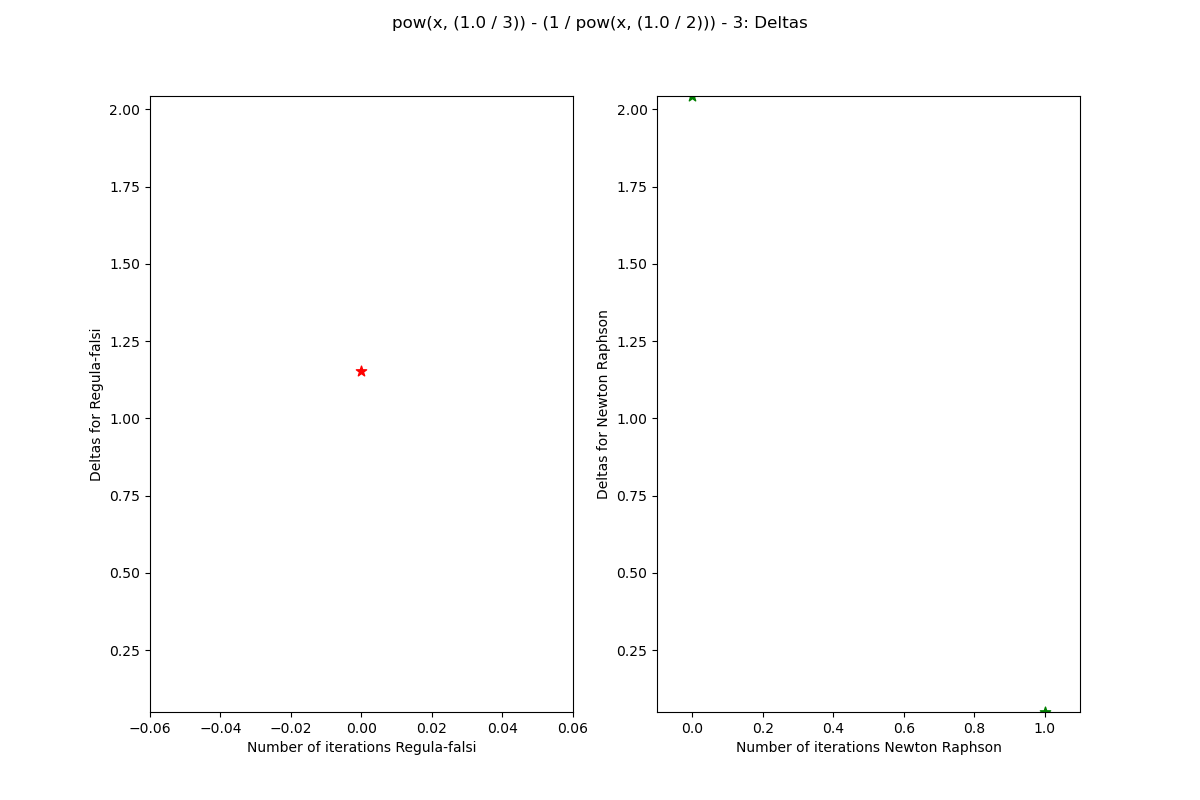 pow(x, (1.0 / 3)) - (1 / pow(x, (1.0 / 2))) - 3: Deltas
Deltas for Regula-falsi
2.00
1.75
1.50
1.25
1.00
0.75
0.50
0.25
−0.06 −0.04 −0.02 0.00 0.02 0.04 0.06
Number of iterations Regula-falsi
Deltas for Newton Raphson
2.00
1.75
1.50
1.25
1.00
0.75
0.50
0.25
0.0 0.2 0.4 0.6 0.8 1.0
Number of iterations Newton Raphson